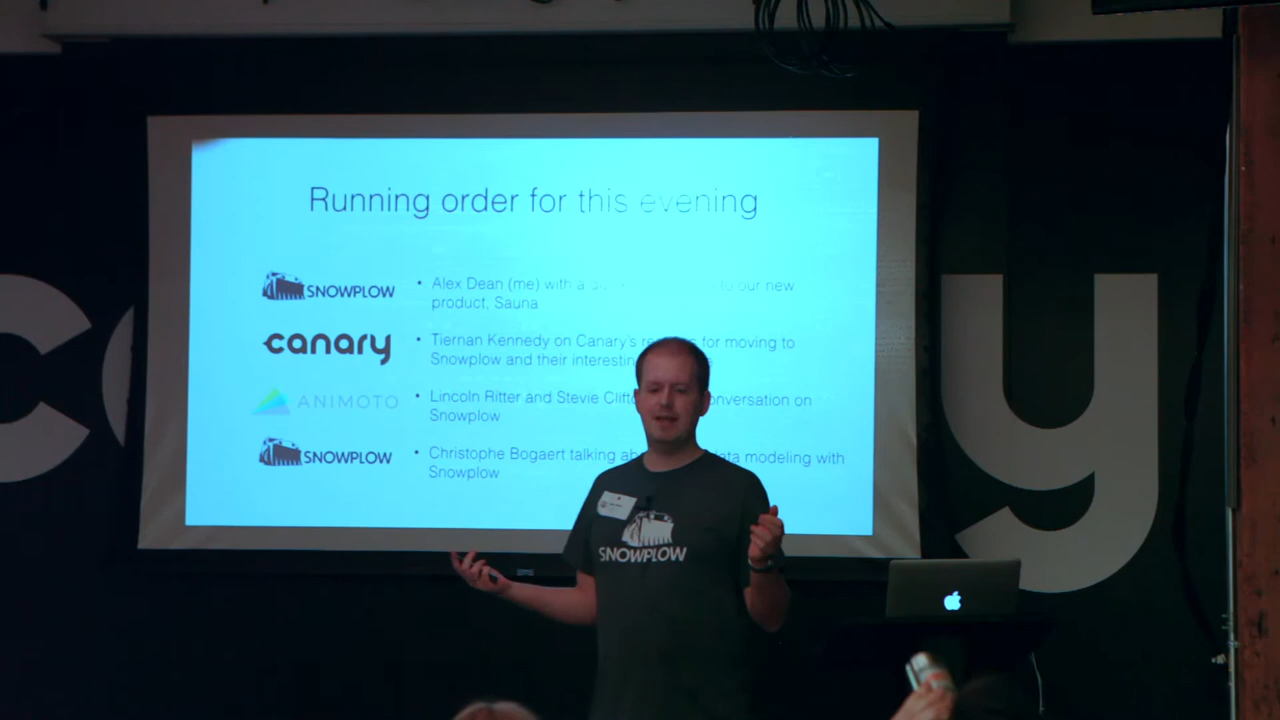 Running order for this evening
SNOWPLOW
• Alex Dean (me) with a to our new
product, Sauna
canary
• Tiernan Kennedy on Canary's for moving to
Snowplow and their interesting
ANIMOTO
• Lincoln Ritter and Stevie conversation on
Snowplow
SNOWPLOW
• Christophe Bogaert talking data modeling with
Snowplow
SNOWPLOW
c y